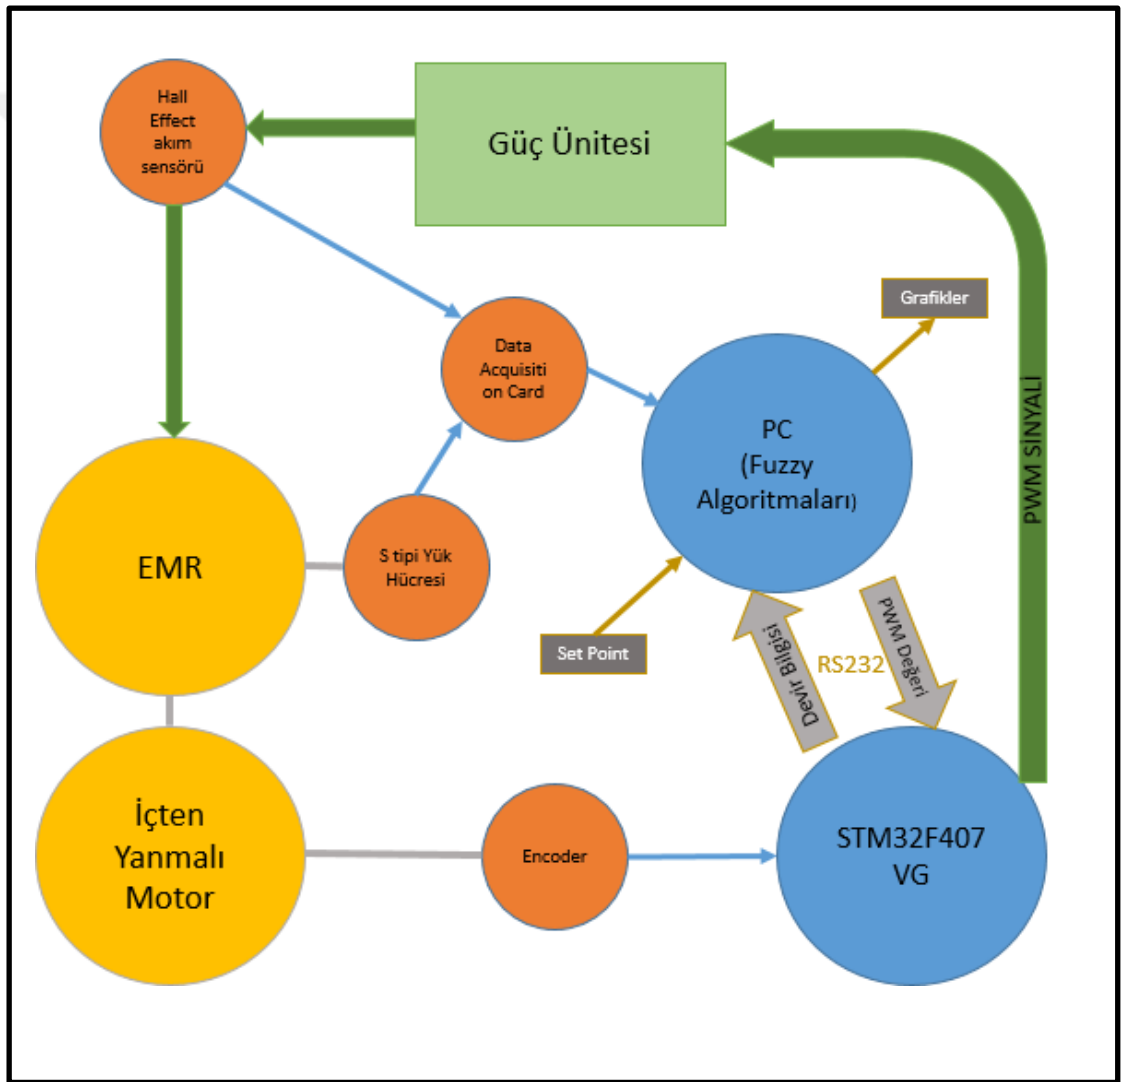 Hall
Effect
akım
sensörü
Güç Ünitesi
Grafikler
Data
Acquisiti
on Card
PC
(Fuzzy
Algoritmaları)
PWM SİNYALİ
EMR
S tipi Yük
Hücresi
Set Point
Devir Bilgisi
RS232
PWM Değeri
İçten
Yanmalı
Motor
Encoder
STM32F407
VG